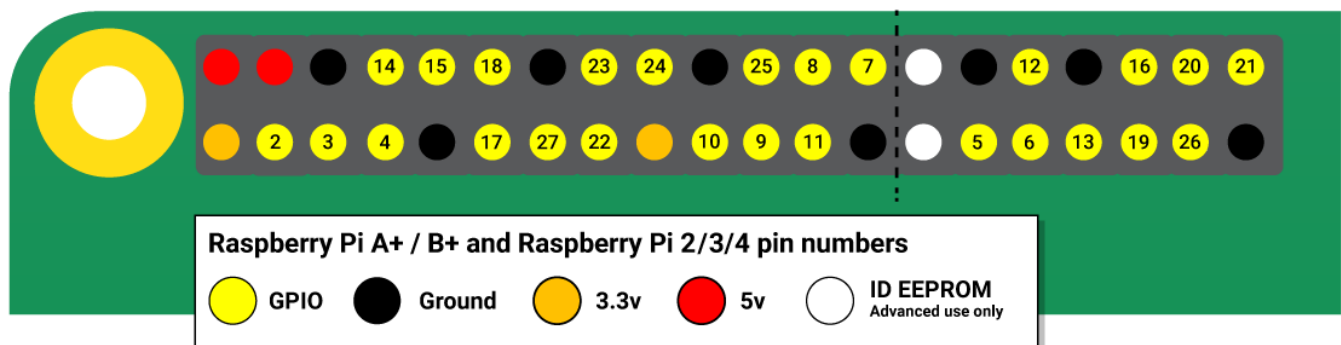 14 15 18 23 24 25 8 7 12 16 20 21
2 3 4 17 27 22 10 9 11 5 6 13 19 26
Raspberry Pi A+ / B+ and Raspberry Pi 2/3/4 pin numbers
GPIO Ground 3.3v 5v ID EEPROM
Advanced use only